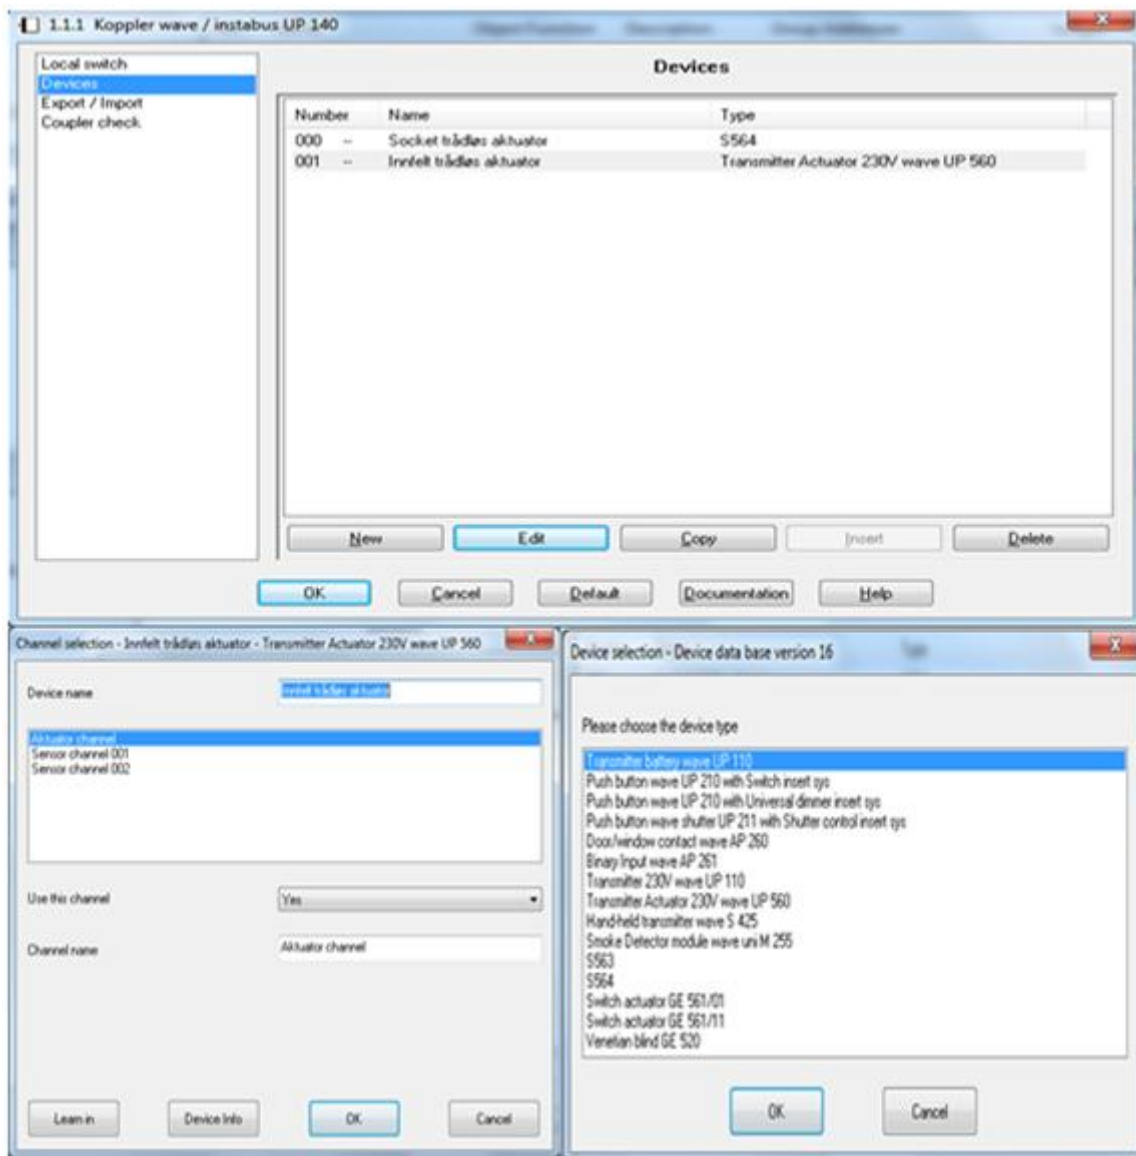 1.1.1 Koppler wave / instabus UP 140
Local switch
Devices
Export / Import
Coupler check
Devices
Number Name Type
000 -- Socket trådløs aktuator S564
001 -- Innfelt trådløs aktuator Transmitter Actuator 230V wave UP 560
New Edit Copy Insert Delete
OK Cancel Default Documentation Help
Channel selection - Innfelt trådløs aktuator - Transmitter Actuator 230V wave UP 560
Device name Innfelt trådløs aktuator
Aktuator channel
Sensor channel 001
Sensor channel 002
Use this channel Yes
Channel name Aktuator channel
Learn in Device Info OK Cancel
Device selection - Device data base version 16
Please choose the device type
Transmitter battery wave UP 110
Push button wave UP 210 with Switch insert sys
Push button wave UP 210 with Universal dimmer insert sys
Push button wave shutter UP 211 with Shutter control insert sys
Door/window contact wave AP 260
Binary Input wave AP 261
Transmitter 230V wave UP 110
Transmitter Actuator 230V wave UP 560
Hand-held transmitter wave S 425
Smoke Detector module wave uni M 255
S563
S564
Switch actuator GE 561/01
Switch actuator GE 561/11
Venetian blind GE 520
OK Cancel